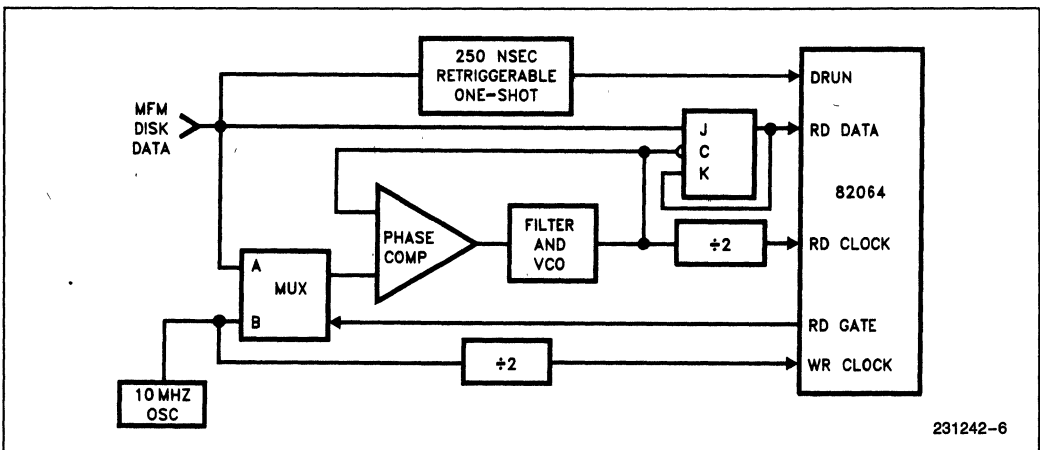 250 NSEC
RETRIGGERABLE
ONE-SHOT
DRUN
MFM
DISK
DATA
J
C
K
RD DATA
82064
PHASE
COMP
FILTER
AND
VCO
÷2
RD CLOCK
A
MUX
B
RD GATE
÷2
WR CLOCK
10 MHZ
OSC
231242-6